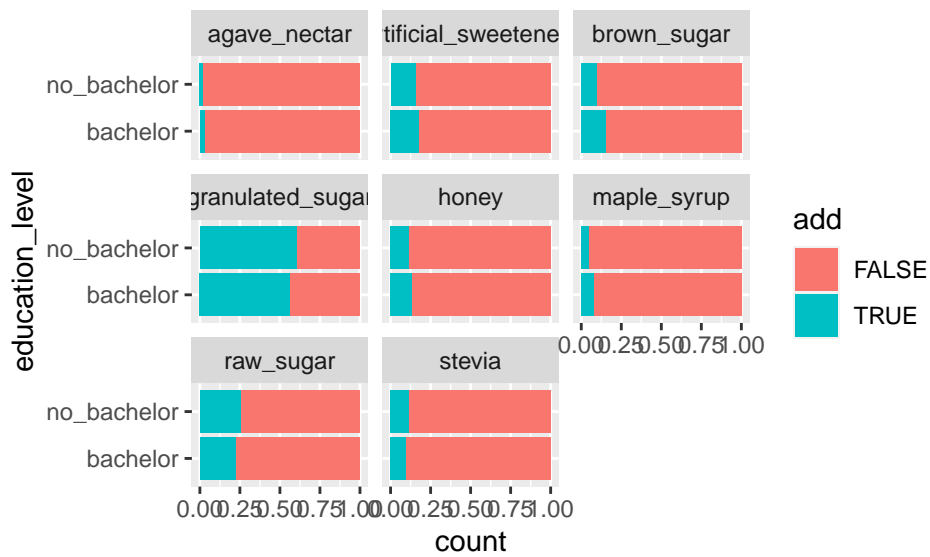 agave_nectar
tificial_sweetene
brown_sugar
no_bachelor
bachelor
granulated_sugar
honey
maple_syrup
no_bachelor
bachelor
0.00 0.25 0.50 0.75 1.00
raw_sugar
stevia
no_bachelor
bachelor
0.00 0.25 0.50 0.75 1.00
0.00 0.25 0.50 0.75 1.00
count
education_level
add
FALSE
TRUE